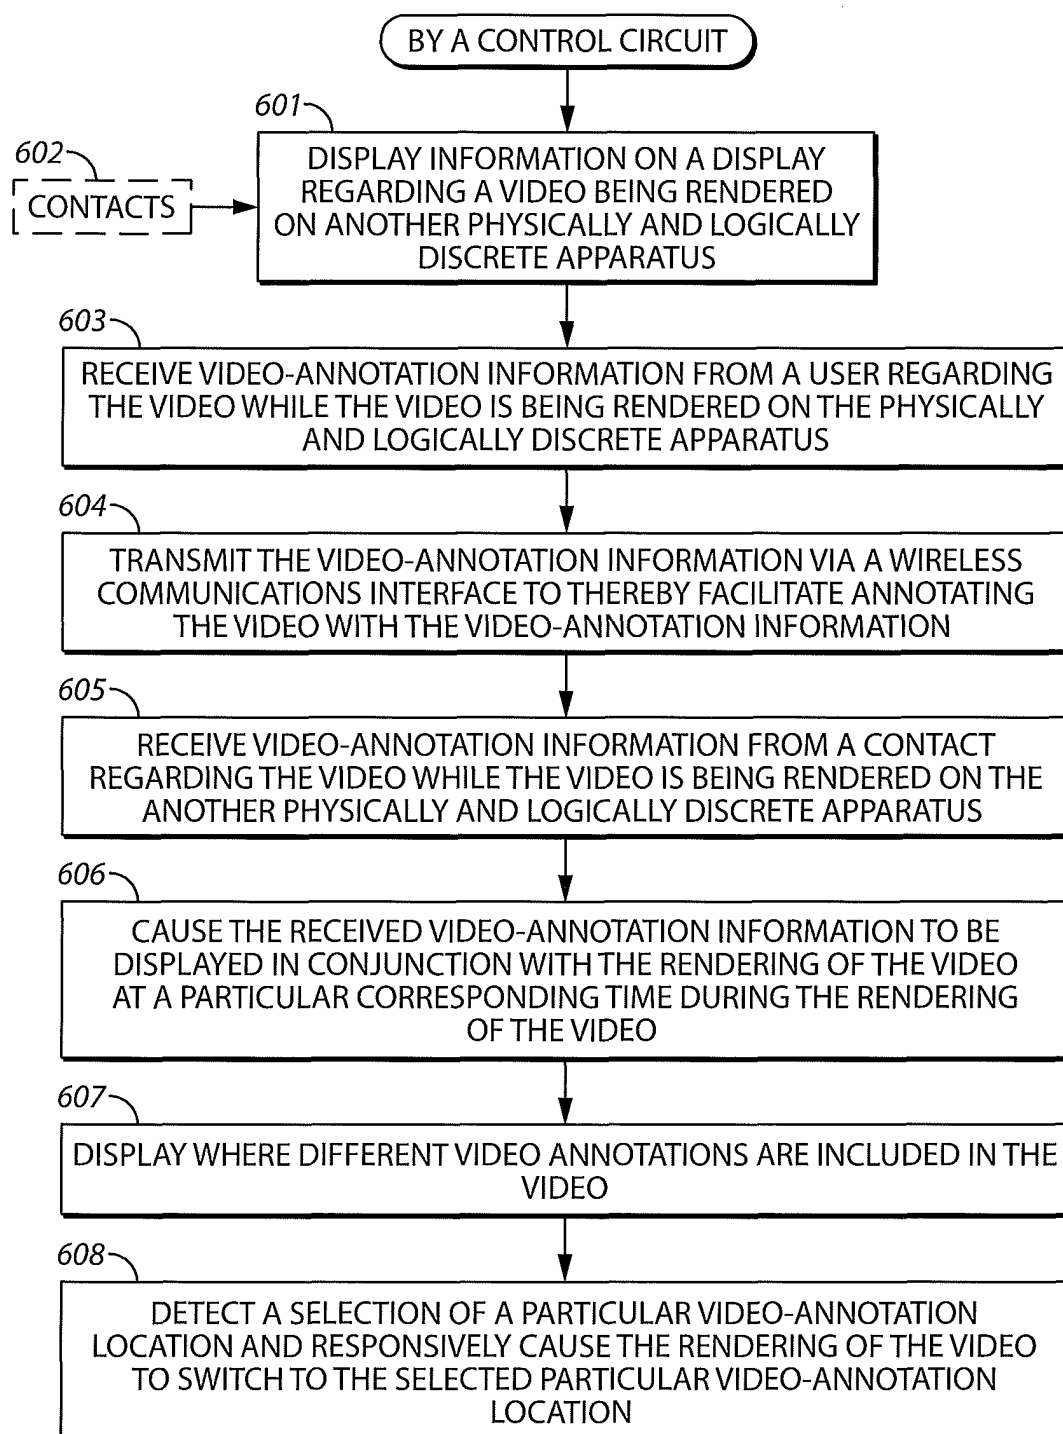 BY A CONTROL CIRCUIT
601
602
CONTACTS
DISPLAY INFORMATION ON A DISPLAY
REGARDING A VIDEO BEING RENDERED
ON ANOTHER PHYSICALLY AND LOGICALLY
DISCRETE APPARATUS
603
RECEIVE VIDEO-ANNOTATION INFORMATION FROM A USER REGARDING
THE VIDEO WHILE THE VIDEO IS BEING RENDERED ON THE PHYSICALLY
AND LOGICALLY DISCRETE APPARATUS
604
TRANSMIT THE VIDEO-ANNOTATION INFORMATION VIA A WIRELESS
COMMUNICATIONS INTERFACE TO THEREBY FACILITATE ANNOTATING
THE VIDEO WITH THE VIDEO-ANNOTATION INFORMATION
605
RECEIVE VIDEO-ANNOTATION INFORMATION FROM A CONTACT
REGARDING THE VIDEO WHILE THE VIDEO IS BEING RENDERED ON THE
ANOTHER PHYSICALLY AND LOGICALLY DISCRETE APPARATUS
606
CAUSE THE RECEIVED VIDEO-ANNOTATION INFORMATION TO BE
DISPLAYED IN CONJUNCTION WITH THE RENDERING OF THE VIDEO
AT A PARTICULAR CORRESPONDING TIME DURING THE RENDERING
OF THE VIDEO
607
DISPLAY WHERE DIFFERENT VIDEO ANNOTATIONS ARE INCLUDED IN THE
VIDEO
608
DETECT A SELECTION OF A PARTICULAR VIDEO-ANNOTATION
LOCATION AND RESPONSIVELY CAUSE THE RENDERING OF THE VIDEO
TO SWITCH TO THE SELECTED PARTICULAR VIDEO-ANNOTATION
LOCATION